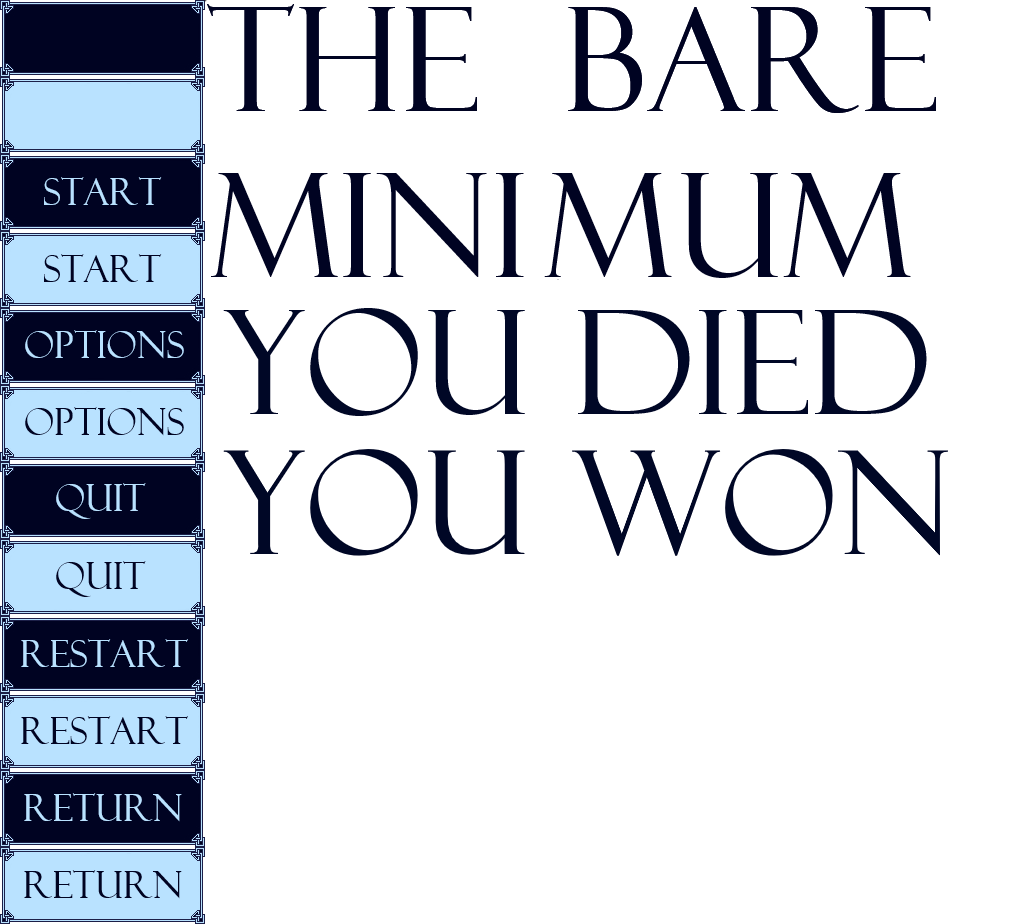 THE BARE
MINIMUM
YOU DIED
YOU WON
START
START
OPTIONS
OPTIONS
QUIT
QUIT
RESTART
RESTART
RETURN
RETURN